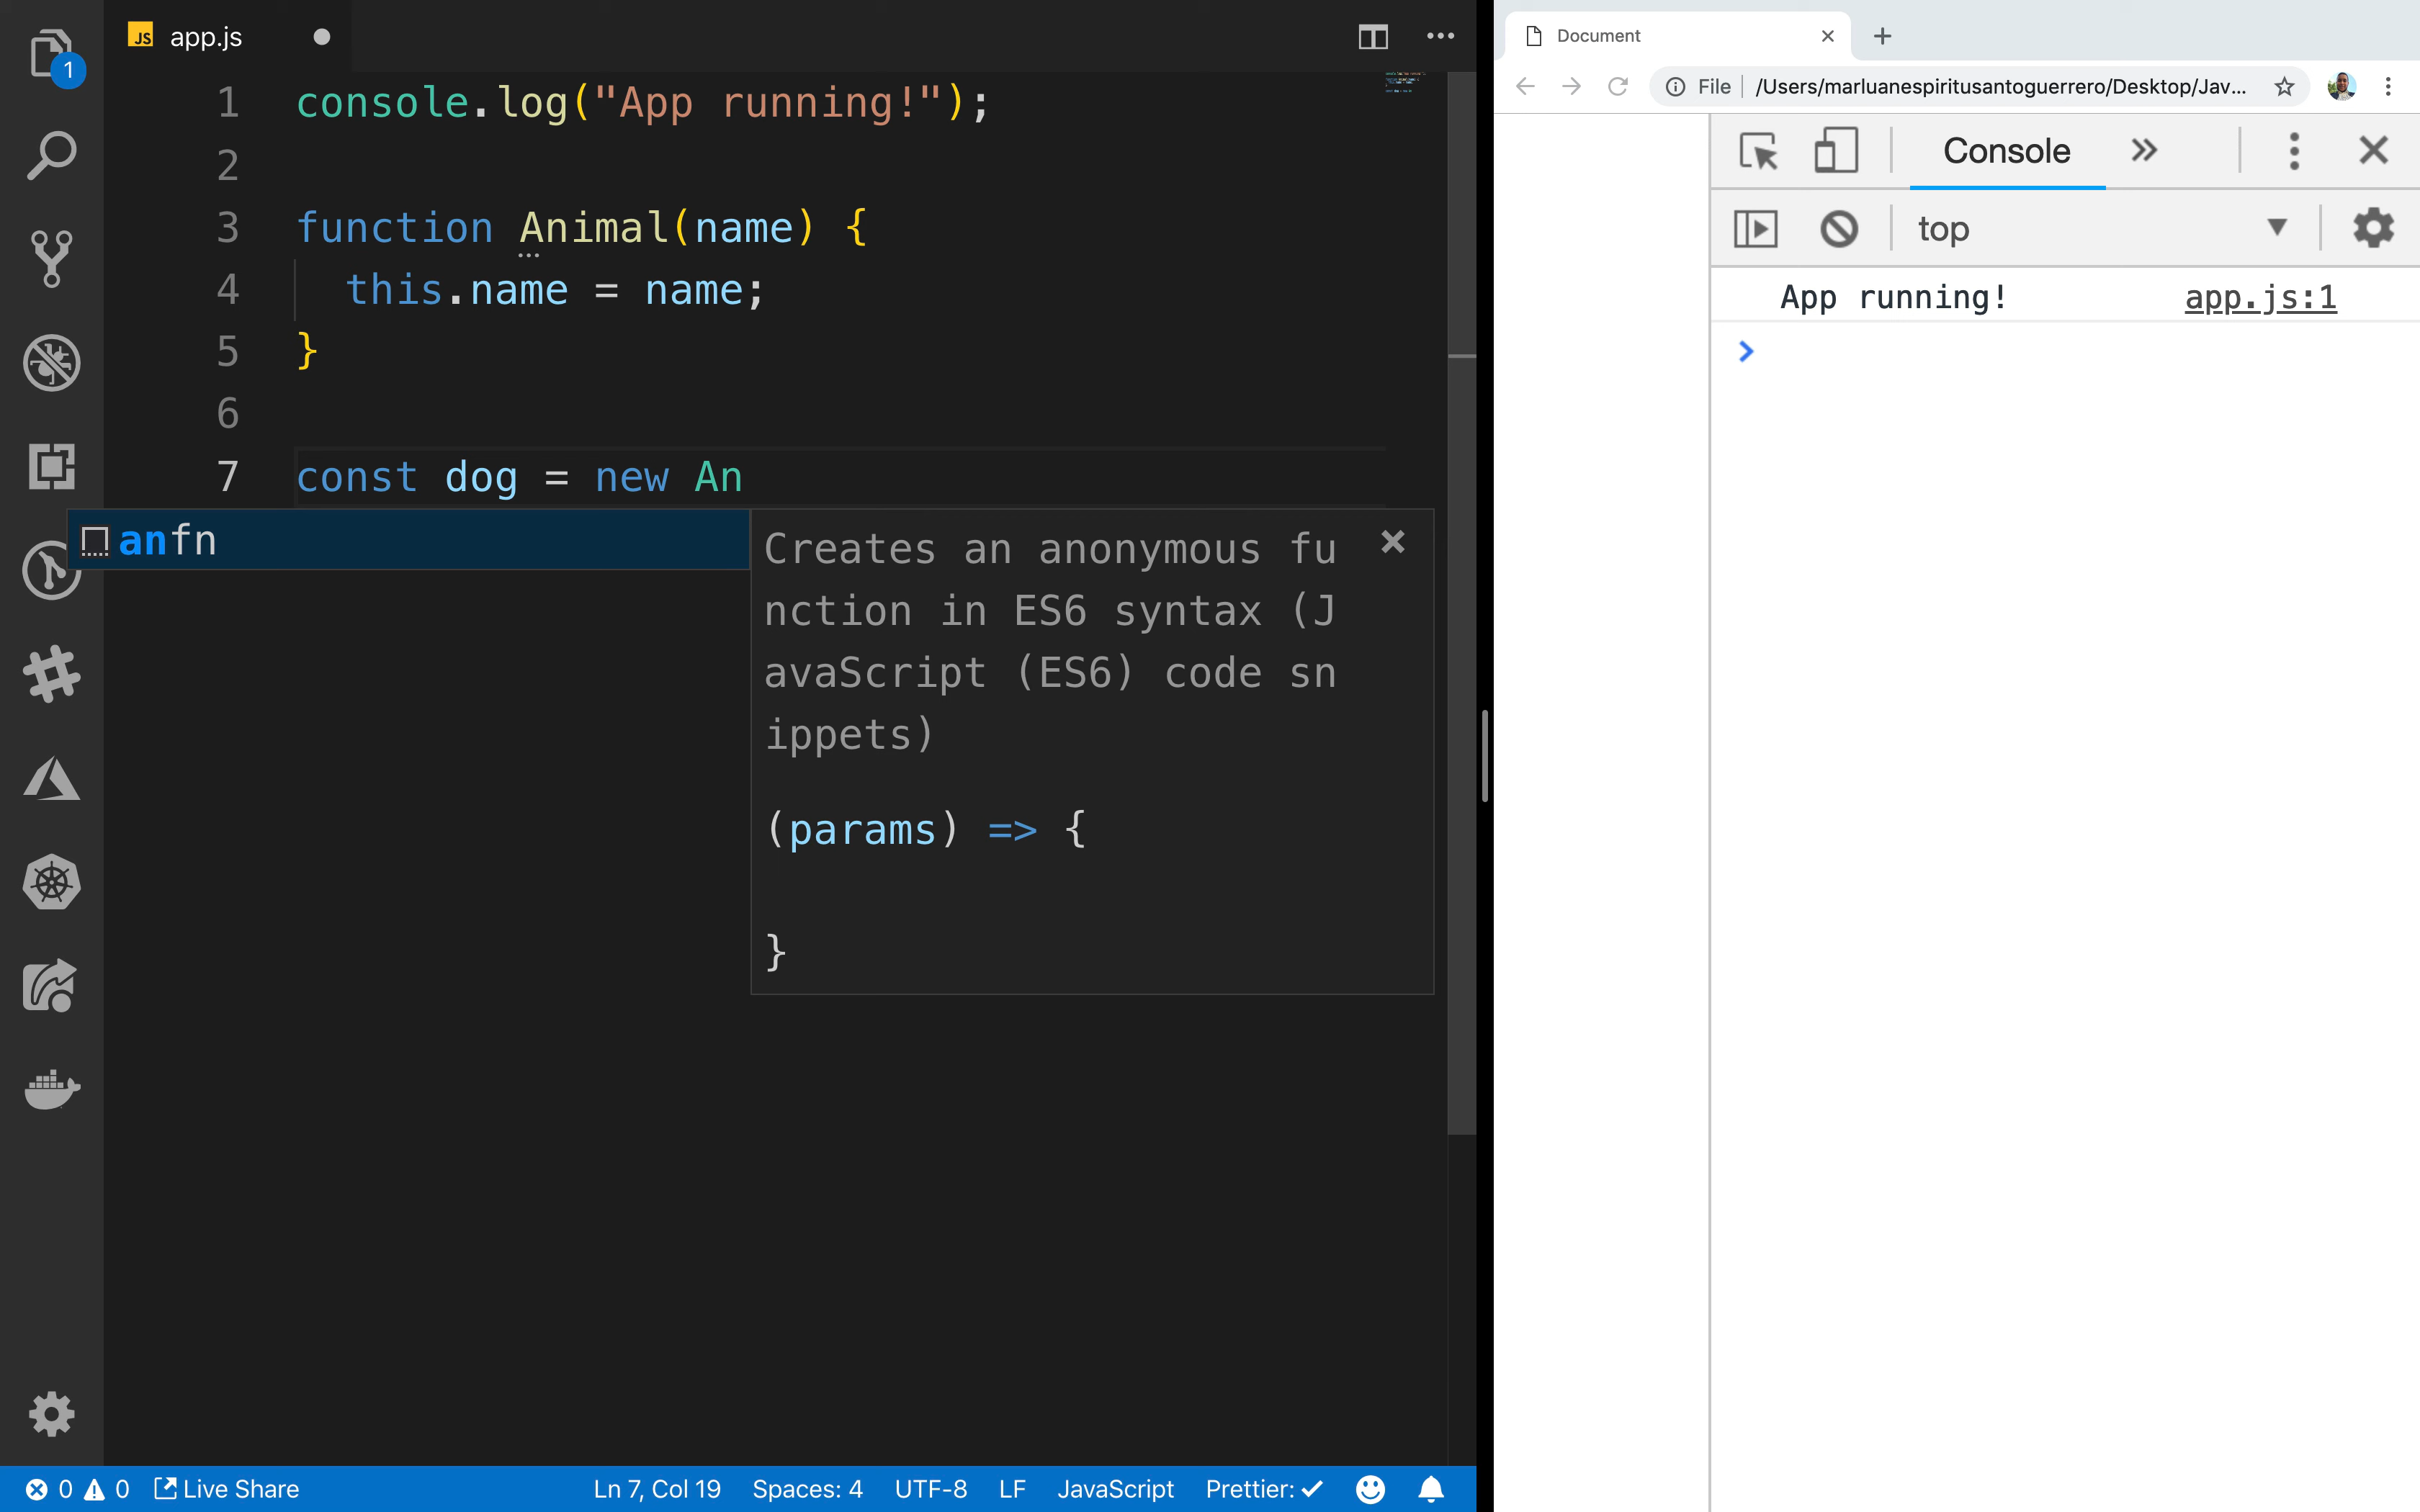 JS app.js
1
1 console.log("App running!");
2
3 function Animal(name) {
4 this.name = name;
5 }
6
7 const dog = new An
anfn
Creates an anonymous fu
nction in ES6 syntax (J
avaScript (ES6) code sn
ippets)
(params) => {
}
0 0 Live Share Ln 7, Col 19 Spaces: 4 UTF-8 LF JavaScript Prettier:
Document
File /Users/marluanespiritusantoguerrero/Desktop/Jav...
Console
top
App running! app.js:1